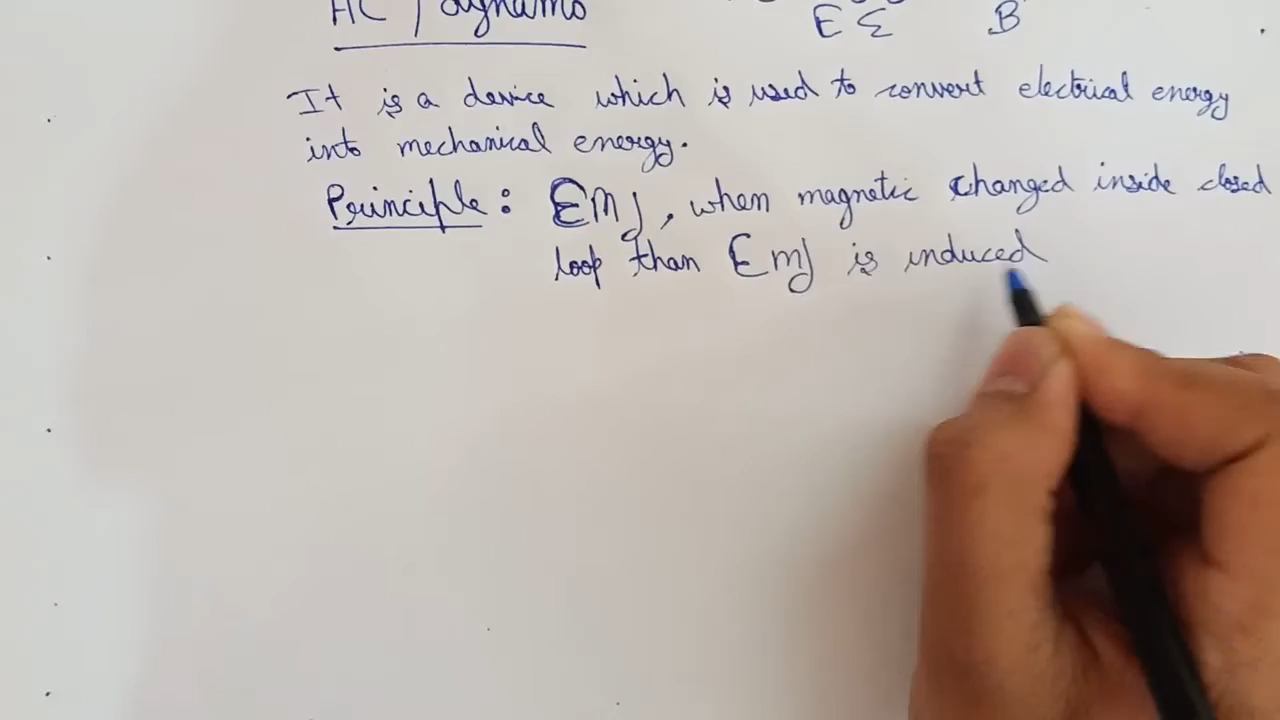 AC / dynamo
E Σ B
It is a device which is used to convert electrical energy
into mechanical energy.
Principle : EMf, when magnetic changed inside closed
loop than Emf is induced